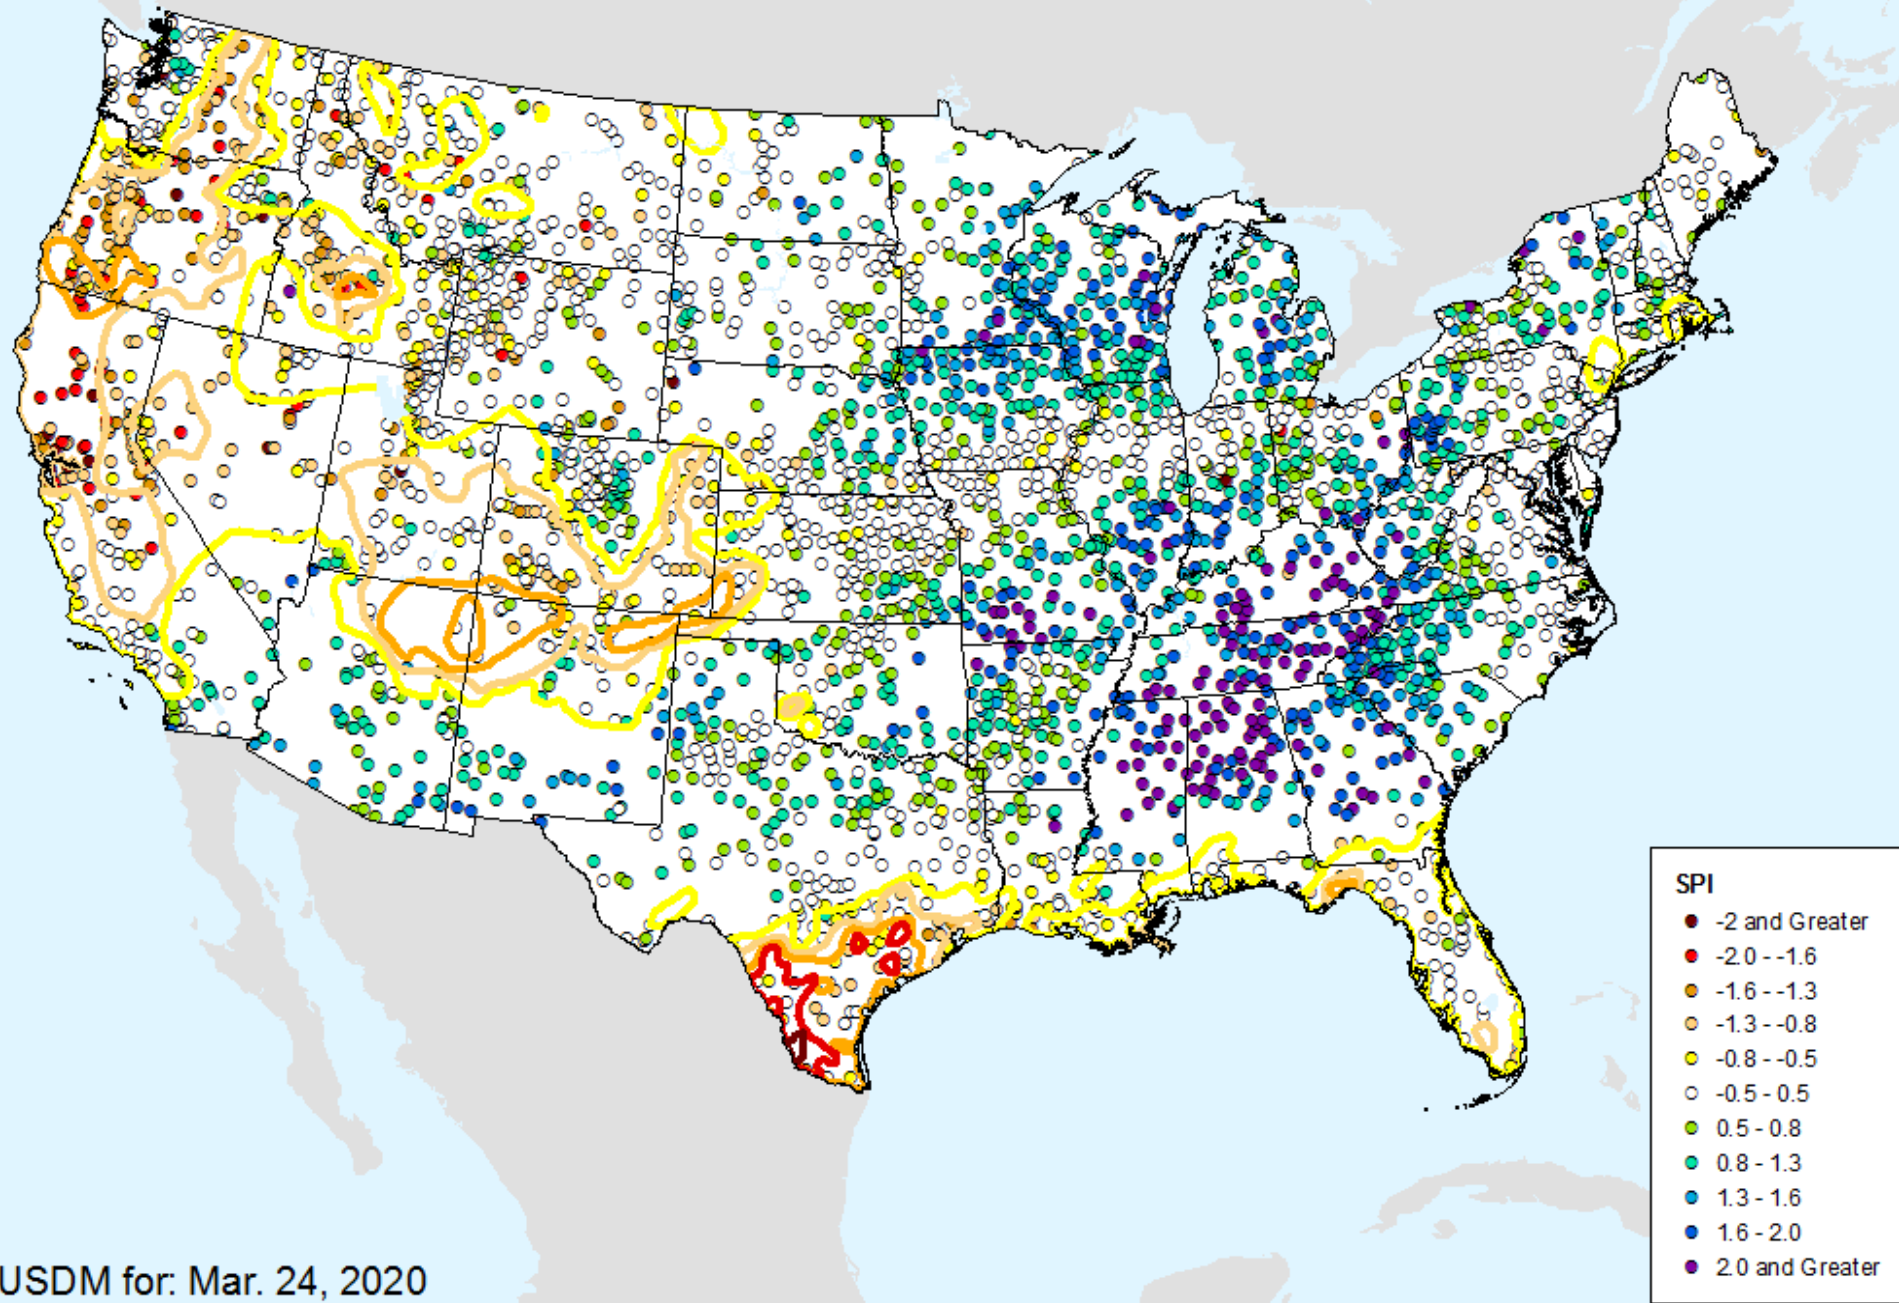 SPI
-2 and Greater
-2.0 - -1.6
-1.6 - -1.3
-1.3 - -0.8
-0.8 - -0.5
-0.5 - 0.5
0.5 - 0.8
0.8 - 1.3
1.3 - 1.6
1.6 - 2.0
2.0 and Greater
USDM for: Mar. 24, 2020